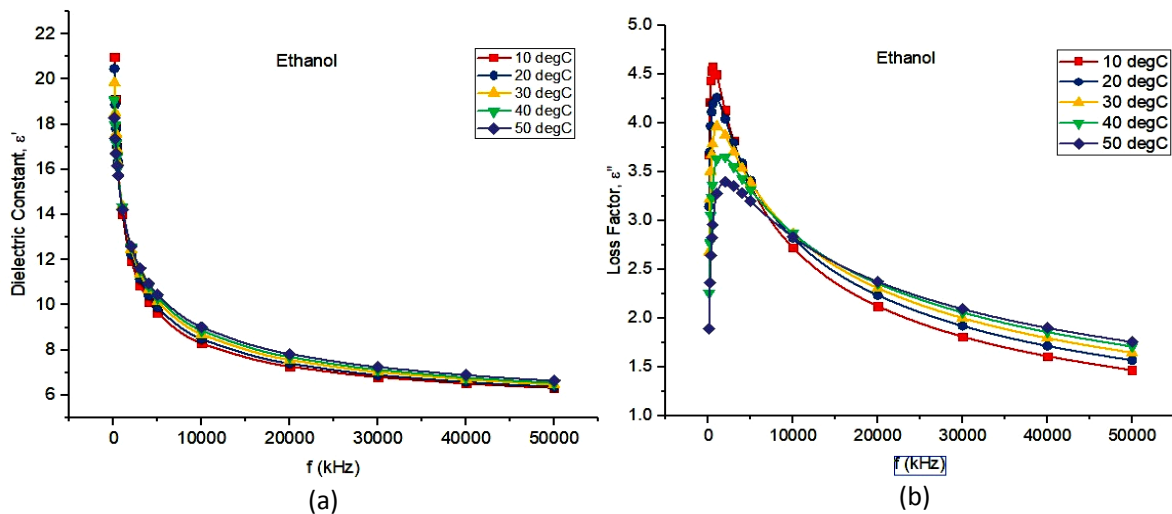 Ethanol
10 degC
20 degC
30 degC
40 degC
50 degC
22
20
18
16
14
12
10
8
6
Dielectric Constant, ε'
0 10000 20000 30000 40000 50000
f (kHz)
(a)
Ethanol
10 degC
20 degC
30 degC
40 degC
50 degC
5.0
4.5
4.0
3.5
3.0
2.5
2.0
1.5
1.0
Loss Factor, ε"
0 10000 20000 30000 40000 50000
f (kHz)
(b)